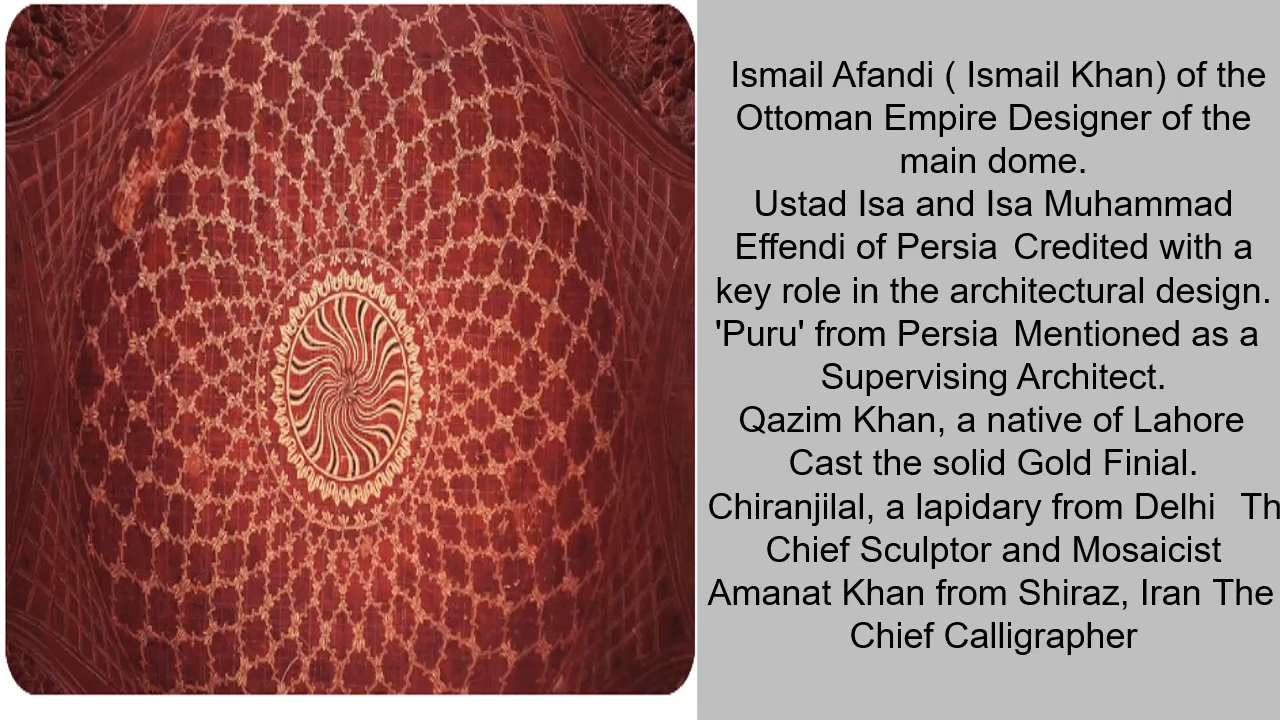 Ismail Afandi ( Ismail Khan) of the
Ottoman Empire Designer of the
main dome.
Ustad Isa and Isa Muhammad
Effendi of Persia Credited with a
key role in the architectural design.
'Puru' from Persia Mentioned as a
Supervising Architect.
Qazim Khan, a native of Lahore
Cast the solid Gold Finial.
Chiranjilal, a lapidary from Delhi Th
Chief Sculptor and Mosaicist
Amanat Khan from Shiraz, Iran The
Chief Calligrapher